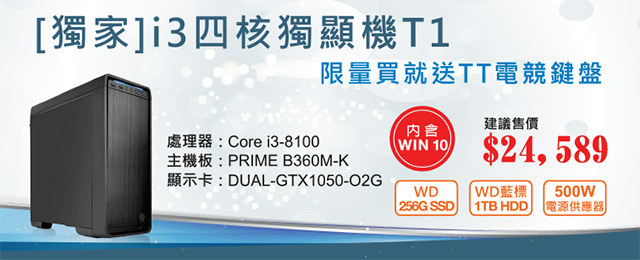 [獨家]i3四核獨顯機T1
限量買就送TT電競鍵盤
處理器：Core i3-8100
主機板：PRIME B360M-K
顯示卡：DUAL-GTX1050-O2G
內含
WIN 10
建議售價
$24,589
WD
256G SSD
WD藍標
1TB HDD
500W
電源供應器